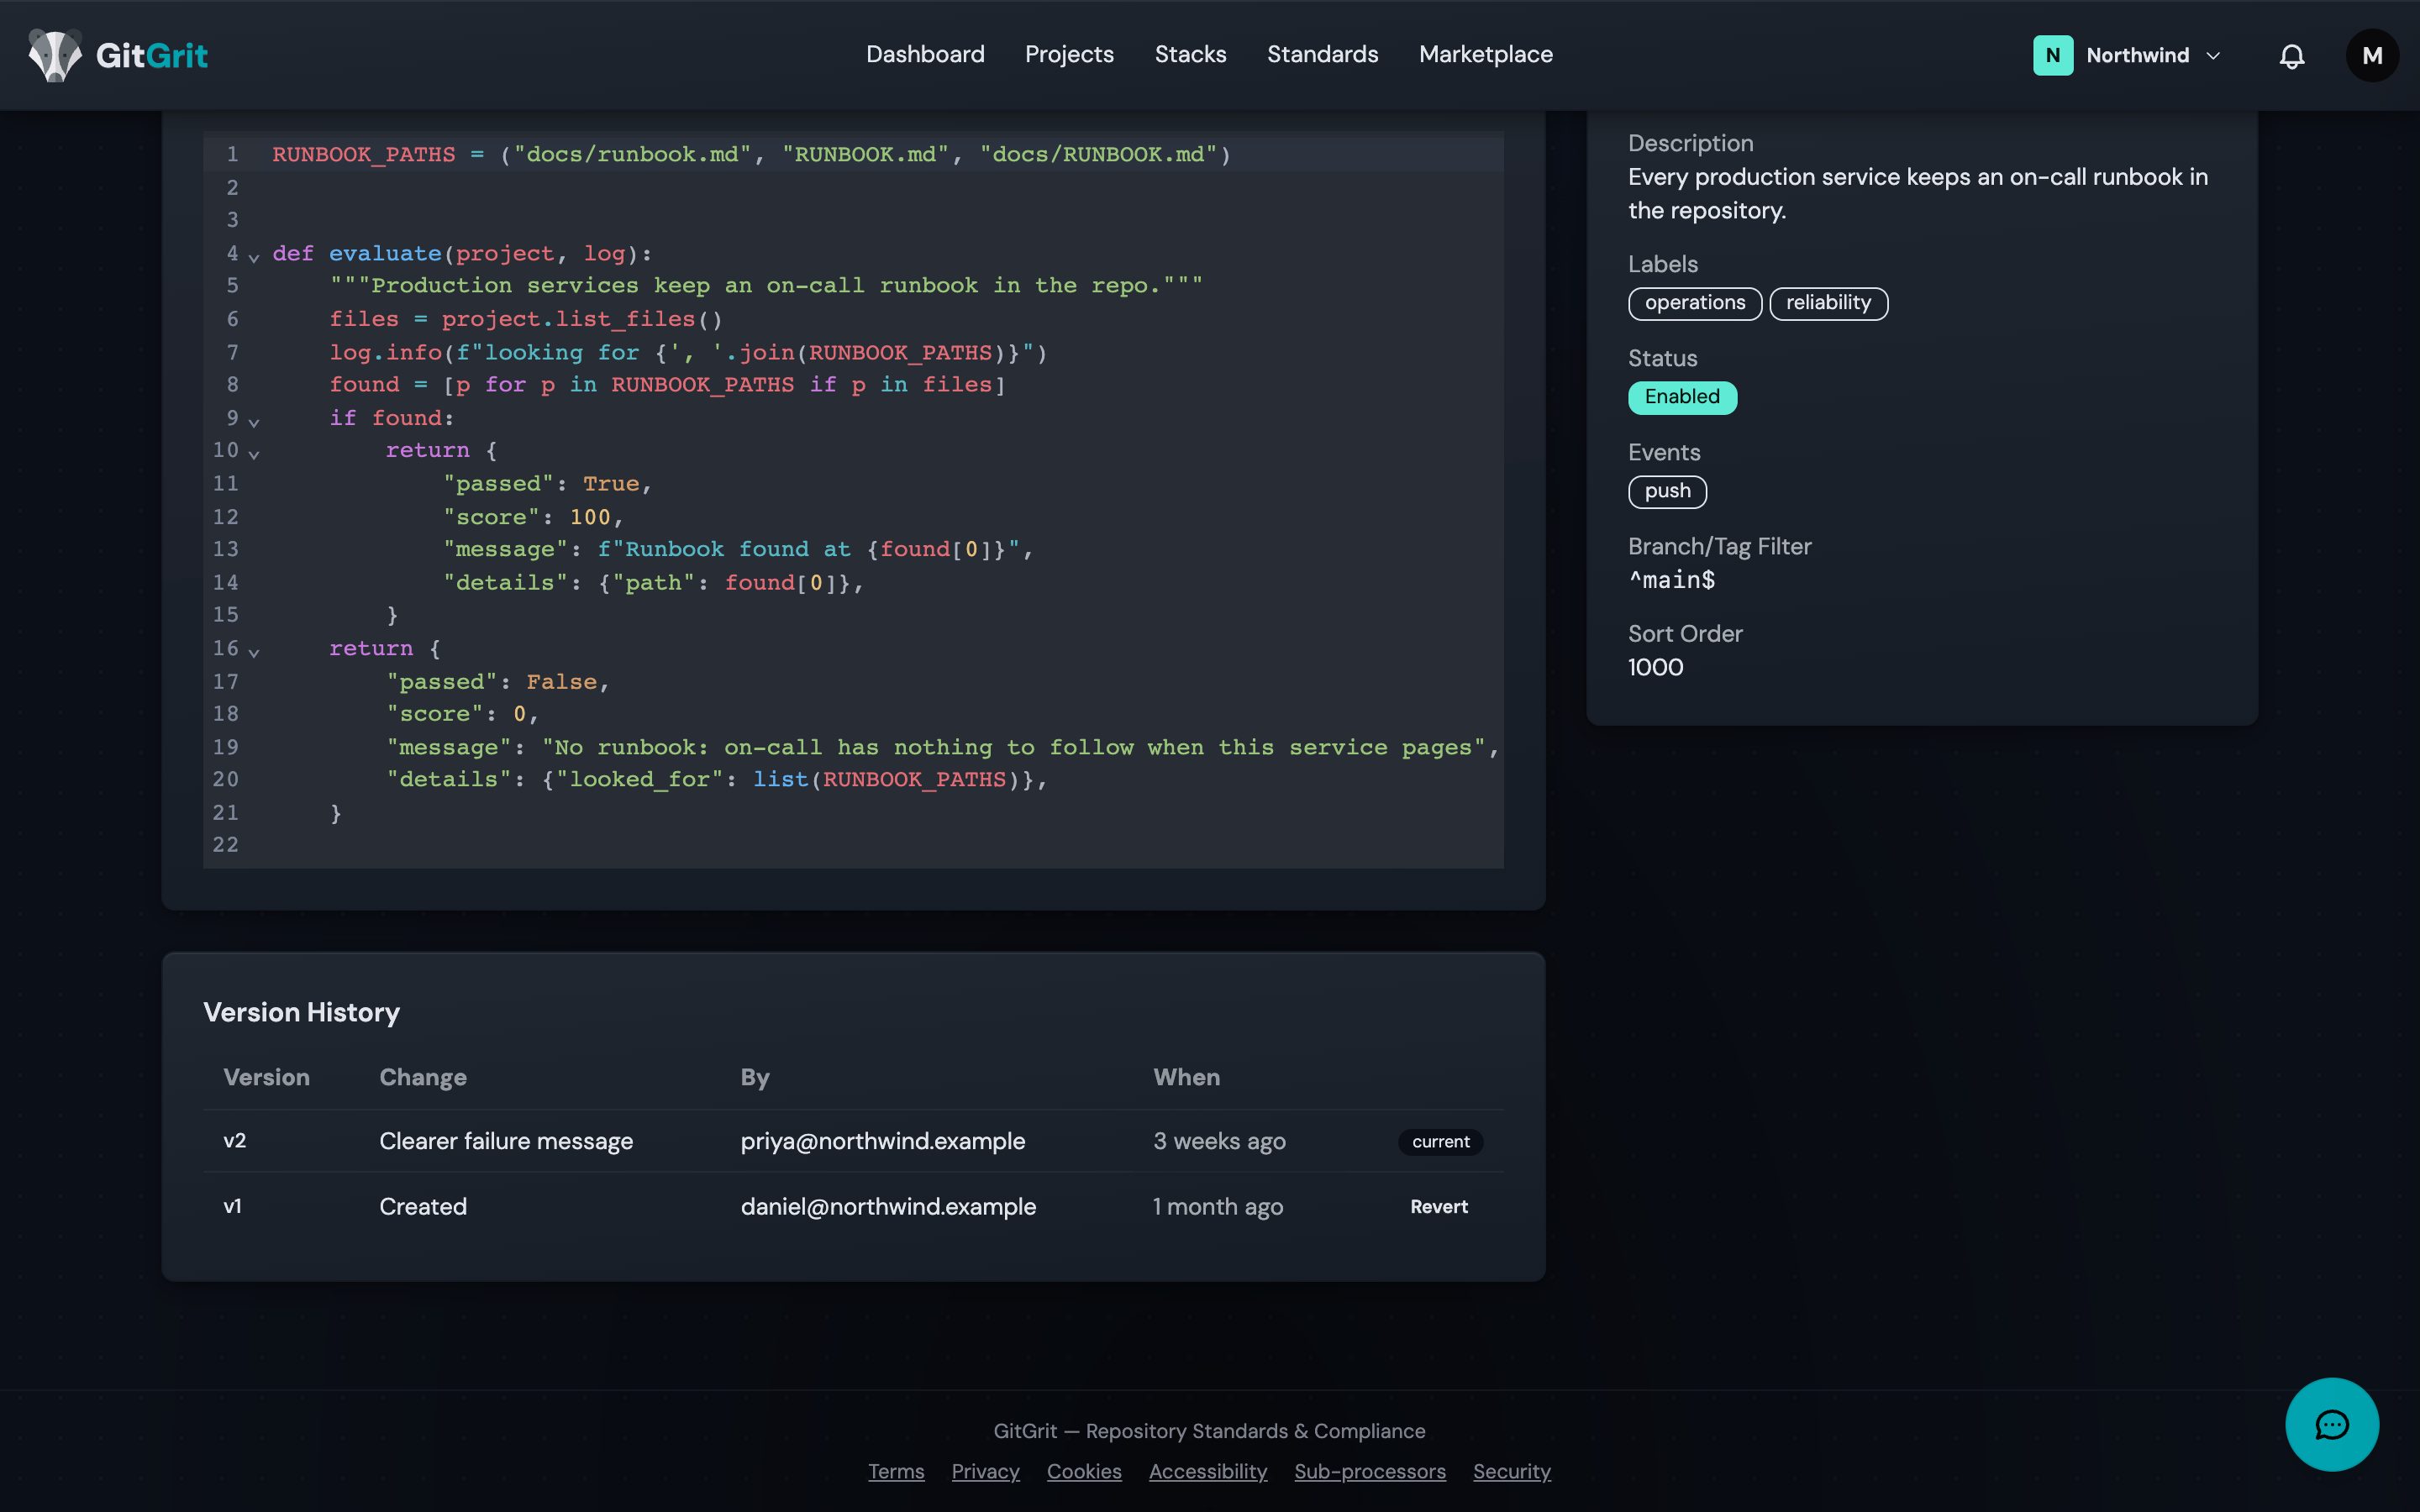 GitGrit
Dashboard Projects Stacks Standards Marketplace
N Northwind
M
1 RUNBOOK_PATHS = ("docs/runbook.md", "RUNBOOK.md", "docs/RUNBOOK.md")
2
3
4 def evaluate(project, log):
5     """Production services keep an on-call runbook in the repo."""
6     files = project.list_files()
7     log.info(f"looking for {', '.join(RUNBOOK_PATHS)}")
8     found = [p for p in RUNBOOK_PATHS if p in files]
9     if found:
10         return {
11             "passed": True,
12             "score": 100,
13             "message": f"Runbook found at {found[0]}",
14             "details": {"path": found[0]},
15         }
16     return {
17         "passed": False,
18         "score": 0,
19         "message": "No runbook: on-call has nothing to follow when this service pages",
20         "details": {"looked_for": list(RUNBOOK_PATHS)},
21     }
22
Description
Every production service keeps an on-call runbook in
the repository.
Labels
operations reliability
Status
Enabled
Events
push
Branch/Tag Filter
^main$
Sort Order
1000
Version History
Version Change By When
v2 Clearer failure message priya@northwind.example 3 weeks ago current
v1 Created daniel@northwind.example 1 month ago Revert
GitGrit — Repository Standards & Compliance
Terms Privacy Cookies Accessibility Sub-processors Security